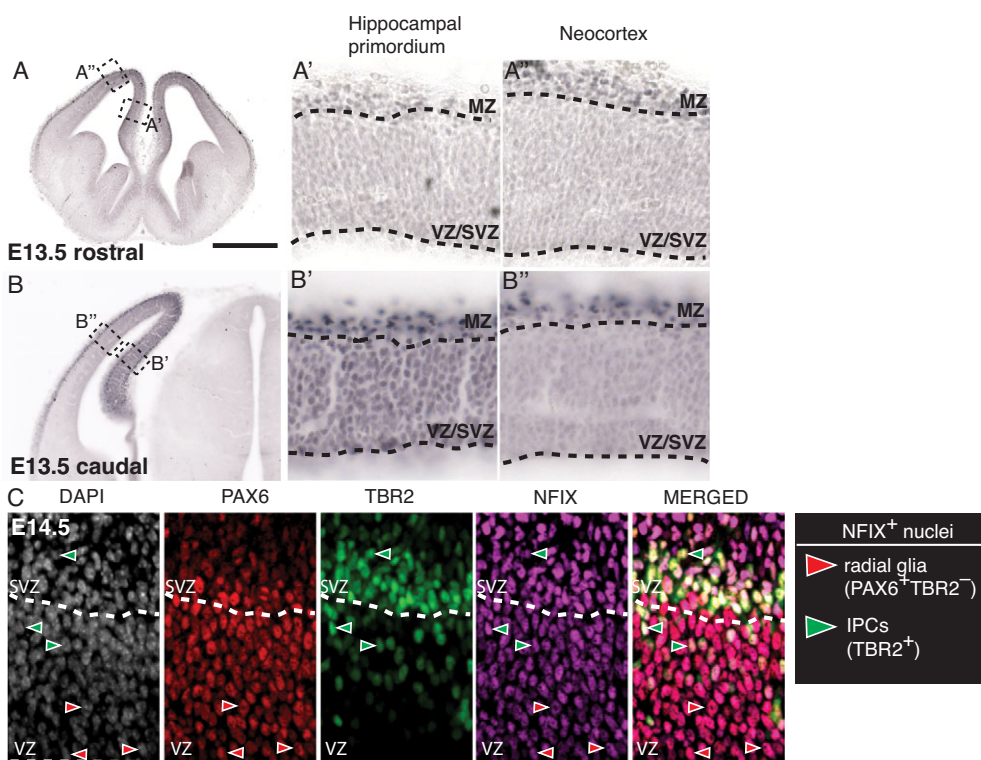 Hippocampal
primordium
Neocortex
A
A''
A'
E13.5 rostral
A'
MZ
VZ/SVZ
A''
MZ
VZ/SVZ
B
B''
B'
E13.5 caudal
B'
MZ
VZ/SVZ
B''
MZ
VZ/SVZ
C
DAPI
PAX6
TBR2
NFIX
MERGED
E14.5
SVZ
SVZ
SVZ
SVZ
SVZ
VZ
VZ
VZ
VZ
VZ
NFIX⁺ nuclei
radial glia
(PAX6⁺TBR2⁻)
IPCs
(TBR2⁺)